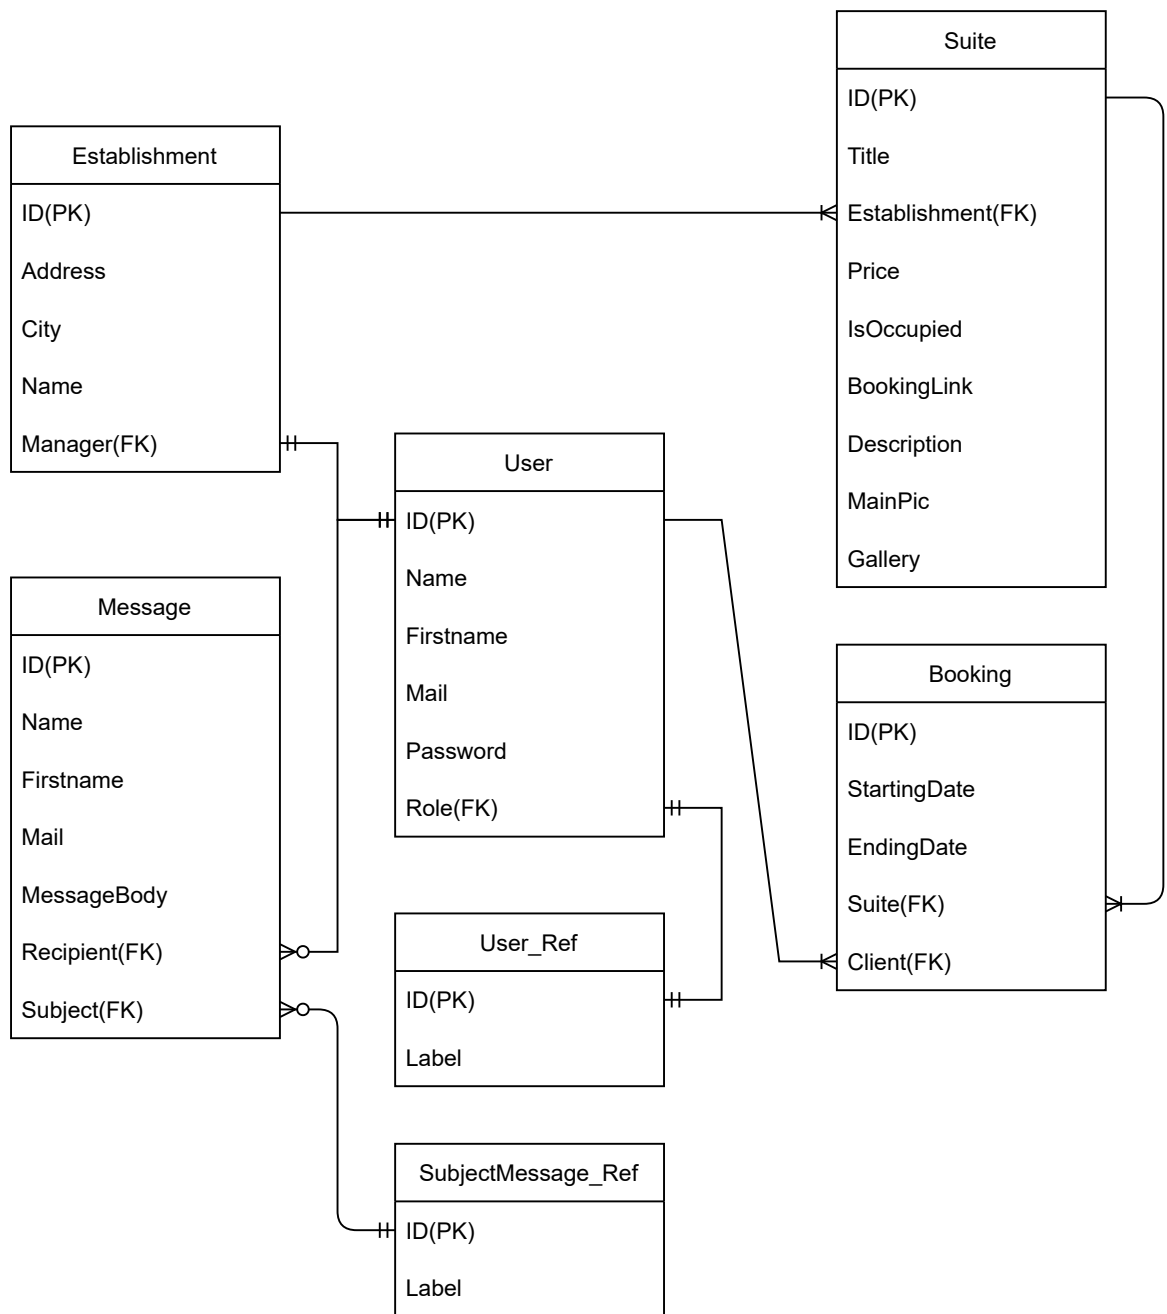 Suite
ID(PK)
Title
Establishment(FK)
Price
IsOccupied
BookingLink
Description
MainPic
Gallery
Establishment
ID(PK)
Address
City
Name
Manager(FK)
User
ID(PK)
Name
Firstname
Mail
Password
Role(FK)
Message
ID(PK)
Name
Firstname
Mail
MessageBody
Recipient(FK)
Subject(FK)
Booking
ID(PK)
StartingDate
EndingDate
Suite(FK)
Client(FK)
User_Ref
ID(PK)
Label
SubjectMessage_Ref
ID(PK)
Label